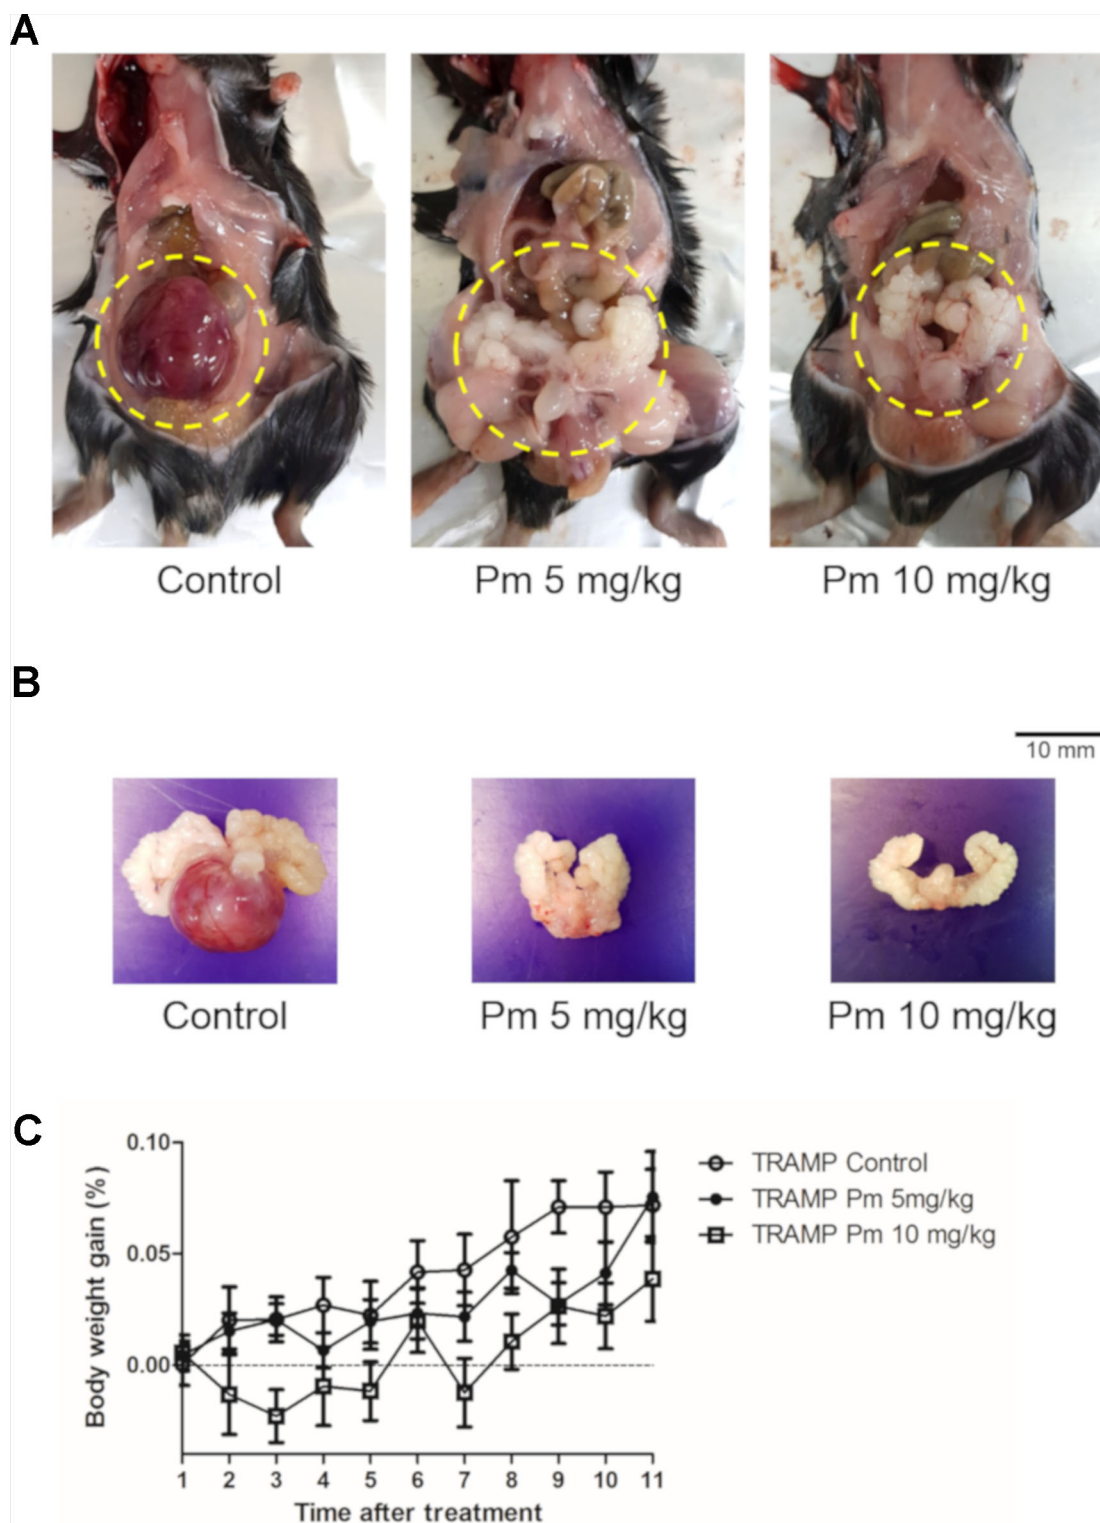 A
Control
Pm 5 mg/kg
Pm 10 mg/kg
B
10 mm
Control
Pm 5 mg/kg
Pm 10 mg/kg
C
Body weight gain (%)
0.10
0.05
0.00
1 2 3 4 5 6 7 8 9 10 11
Time after treatment
TRAMP Control
TRAMP Pm 5mg/kg
TRAMP Pm 10 mg/kg